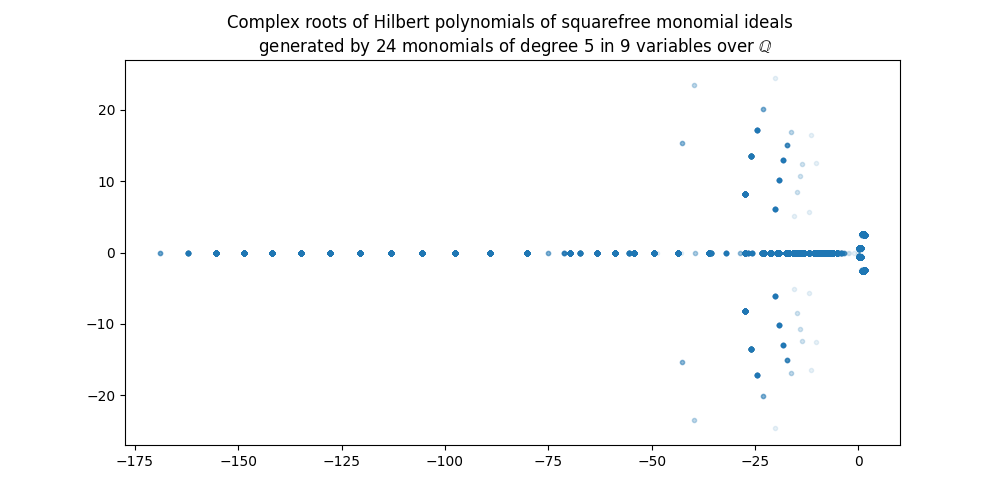 Complex roots of Hilbert polynomials of squarefree monomial ideals
generated by 24 monomials of degree 5 in 9 variables over ℚ
20
10
0
−10
−20
−175 −150 −125 −100 −75 −50 −25 0